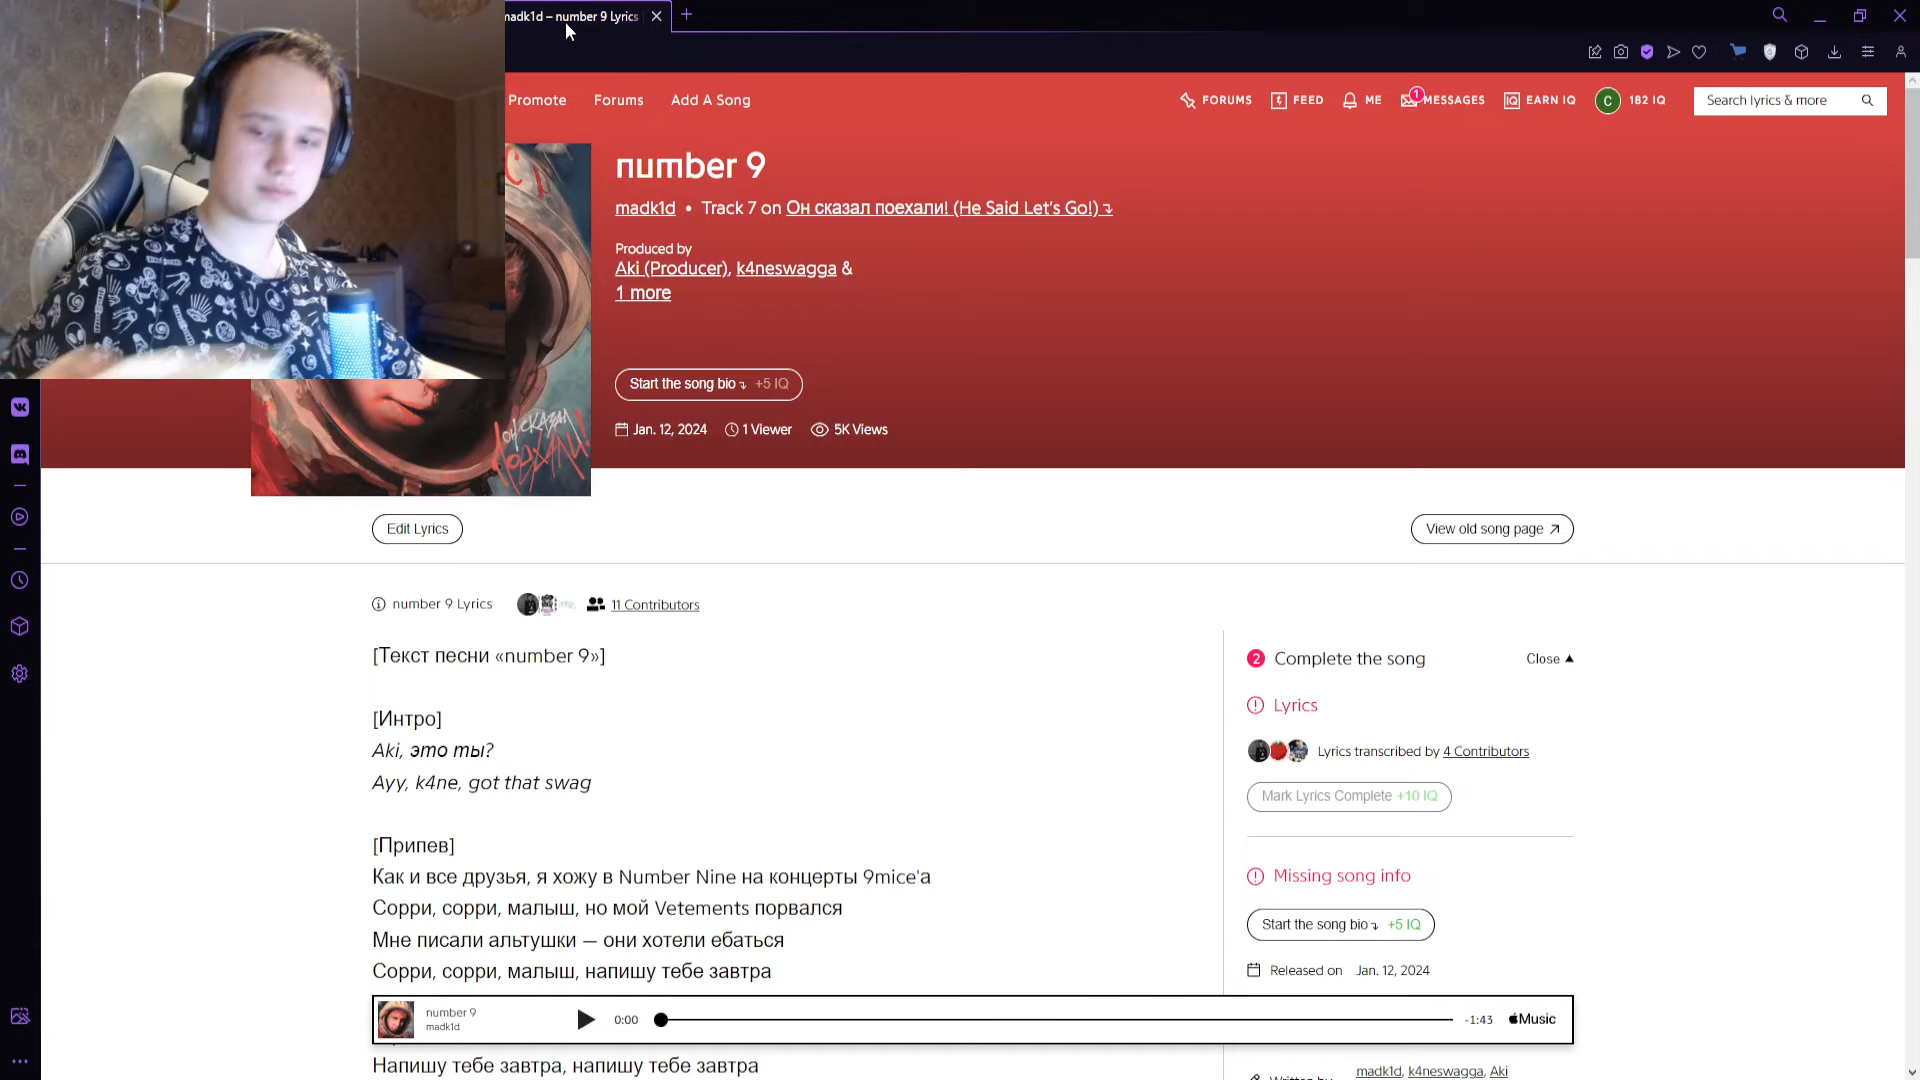 madk1d – number 9 Lyrics
Promote
Forums
Add A Song
FORUMS
FEED
ME
1
MESSAGES
EARN IQ
C
182 IQ
Search lyrics & more
number 9
madk1d • Track 7 on Он сказал поехали! (He Said Let's Go!)
Produced by
Aki (Producer), k4neswagga &
1 more
Start the song bio +5 IQ
Jan. 12, 2024
1 Viewer
5K Views
он сказал
поехали!
Edit Lyrics
View old song page
number 9 Lyrics
11 Contributors
[Текст песни «number 9»]
[Интро]
Aki, это ты?
Ayy, k4ne, got that swag
[Припев]
Как и все друзья, я хожу в Number Nine на концерты 9mice'а
Сорри, сорри, малыш, но мой Vetements порвался
Мне писали альтушки — они хотели ебаться
Сорри, сорри, малыш, напишу тебе завтра
Напишу тебе завтра, напишу тебе завтра
2 Complete the song
Close
Lyrics
Lyrics transcribed by 4 Contributors
Mark Lyrics Complete +10 IQ
Missing song info
Start the song bio +5 IQ
Released on Jan. 12, 2024
madk1d, k4neswagga, Aki
number 9
madk1d
0:00
-1:43
Music